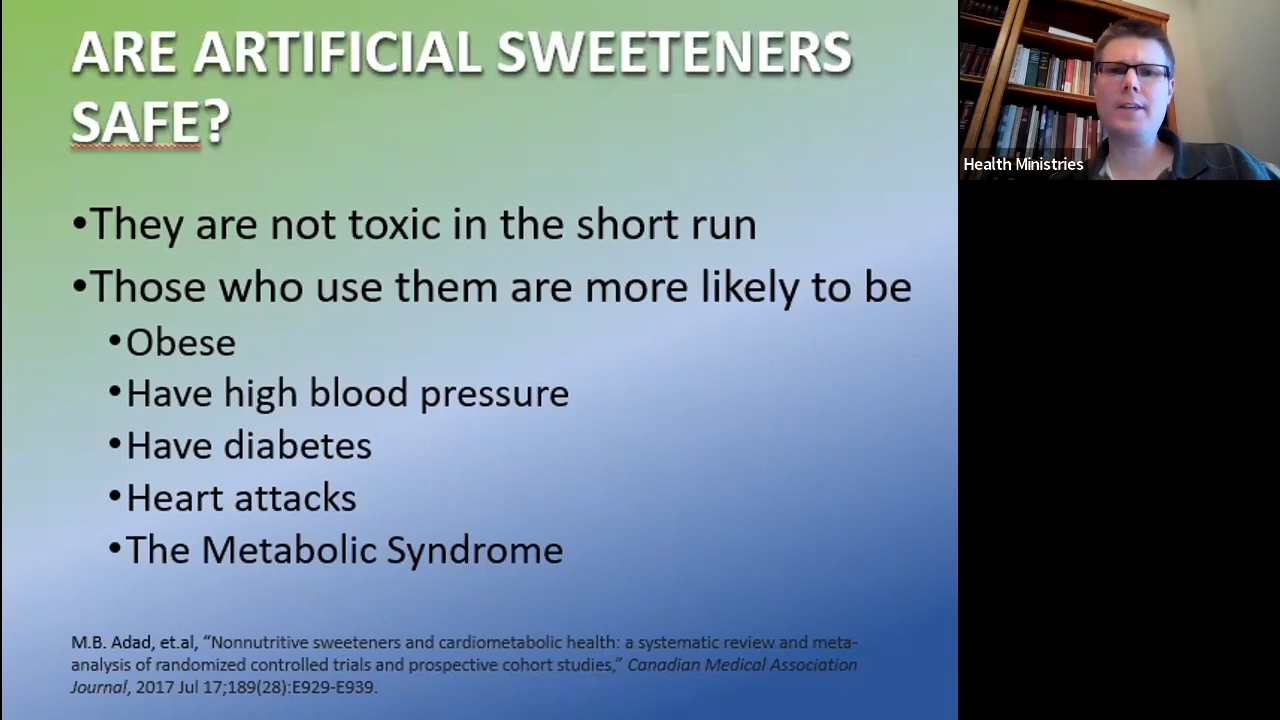 ARE ARTIFICIAL SWEETENERS
SAFE?
•They are not toxic in the short run
•Those who use them are more likely to be
•Obese
•Have high blood pressure
•Have diabetes
•Heart attacks
•The Metabolic Syndrome
M.B. Adad, et.al, “Nonnutritive sweeteners and cardiometabolic health: a systematic review and meta-
analysis of randomized controlled trials and prospective cohort studies,” Canadian Medical Association
Journal, 2017 Jul 17;189(28):E929-E939.
Health Ministries